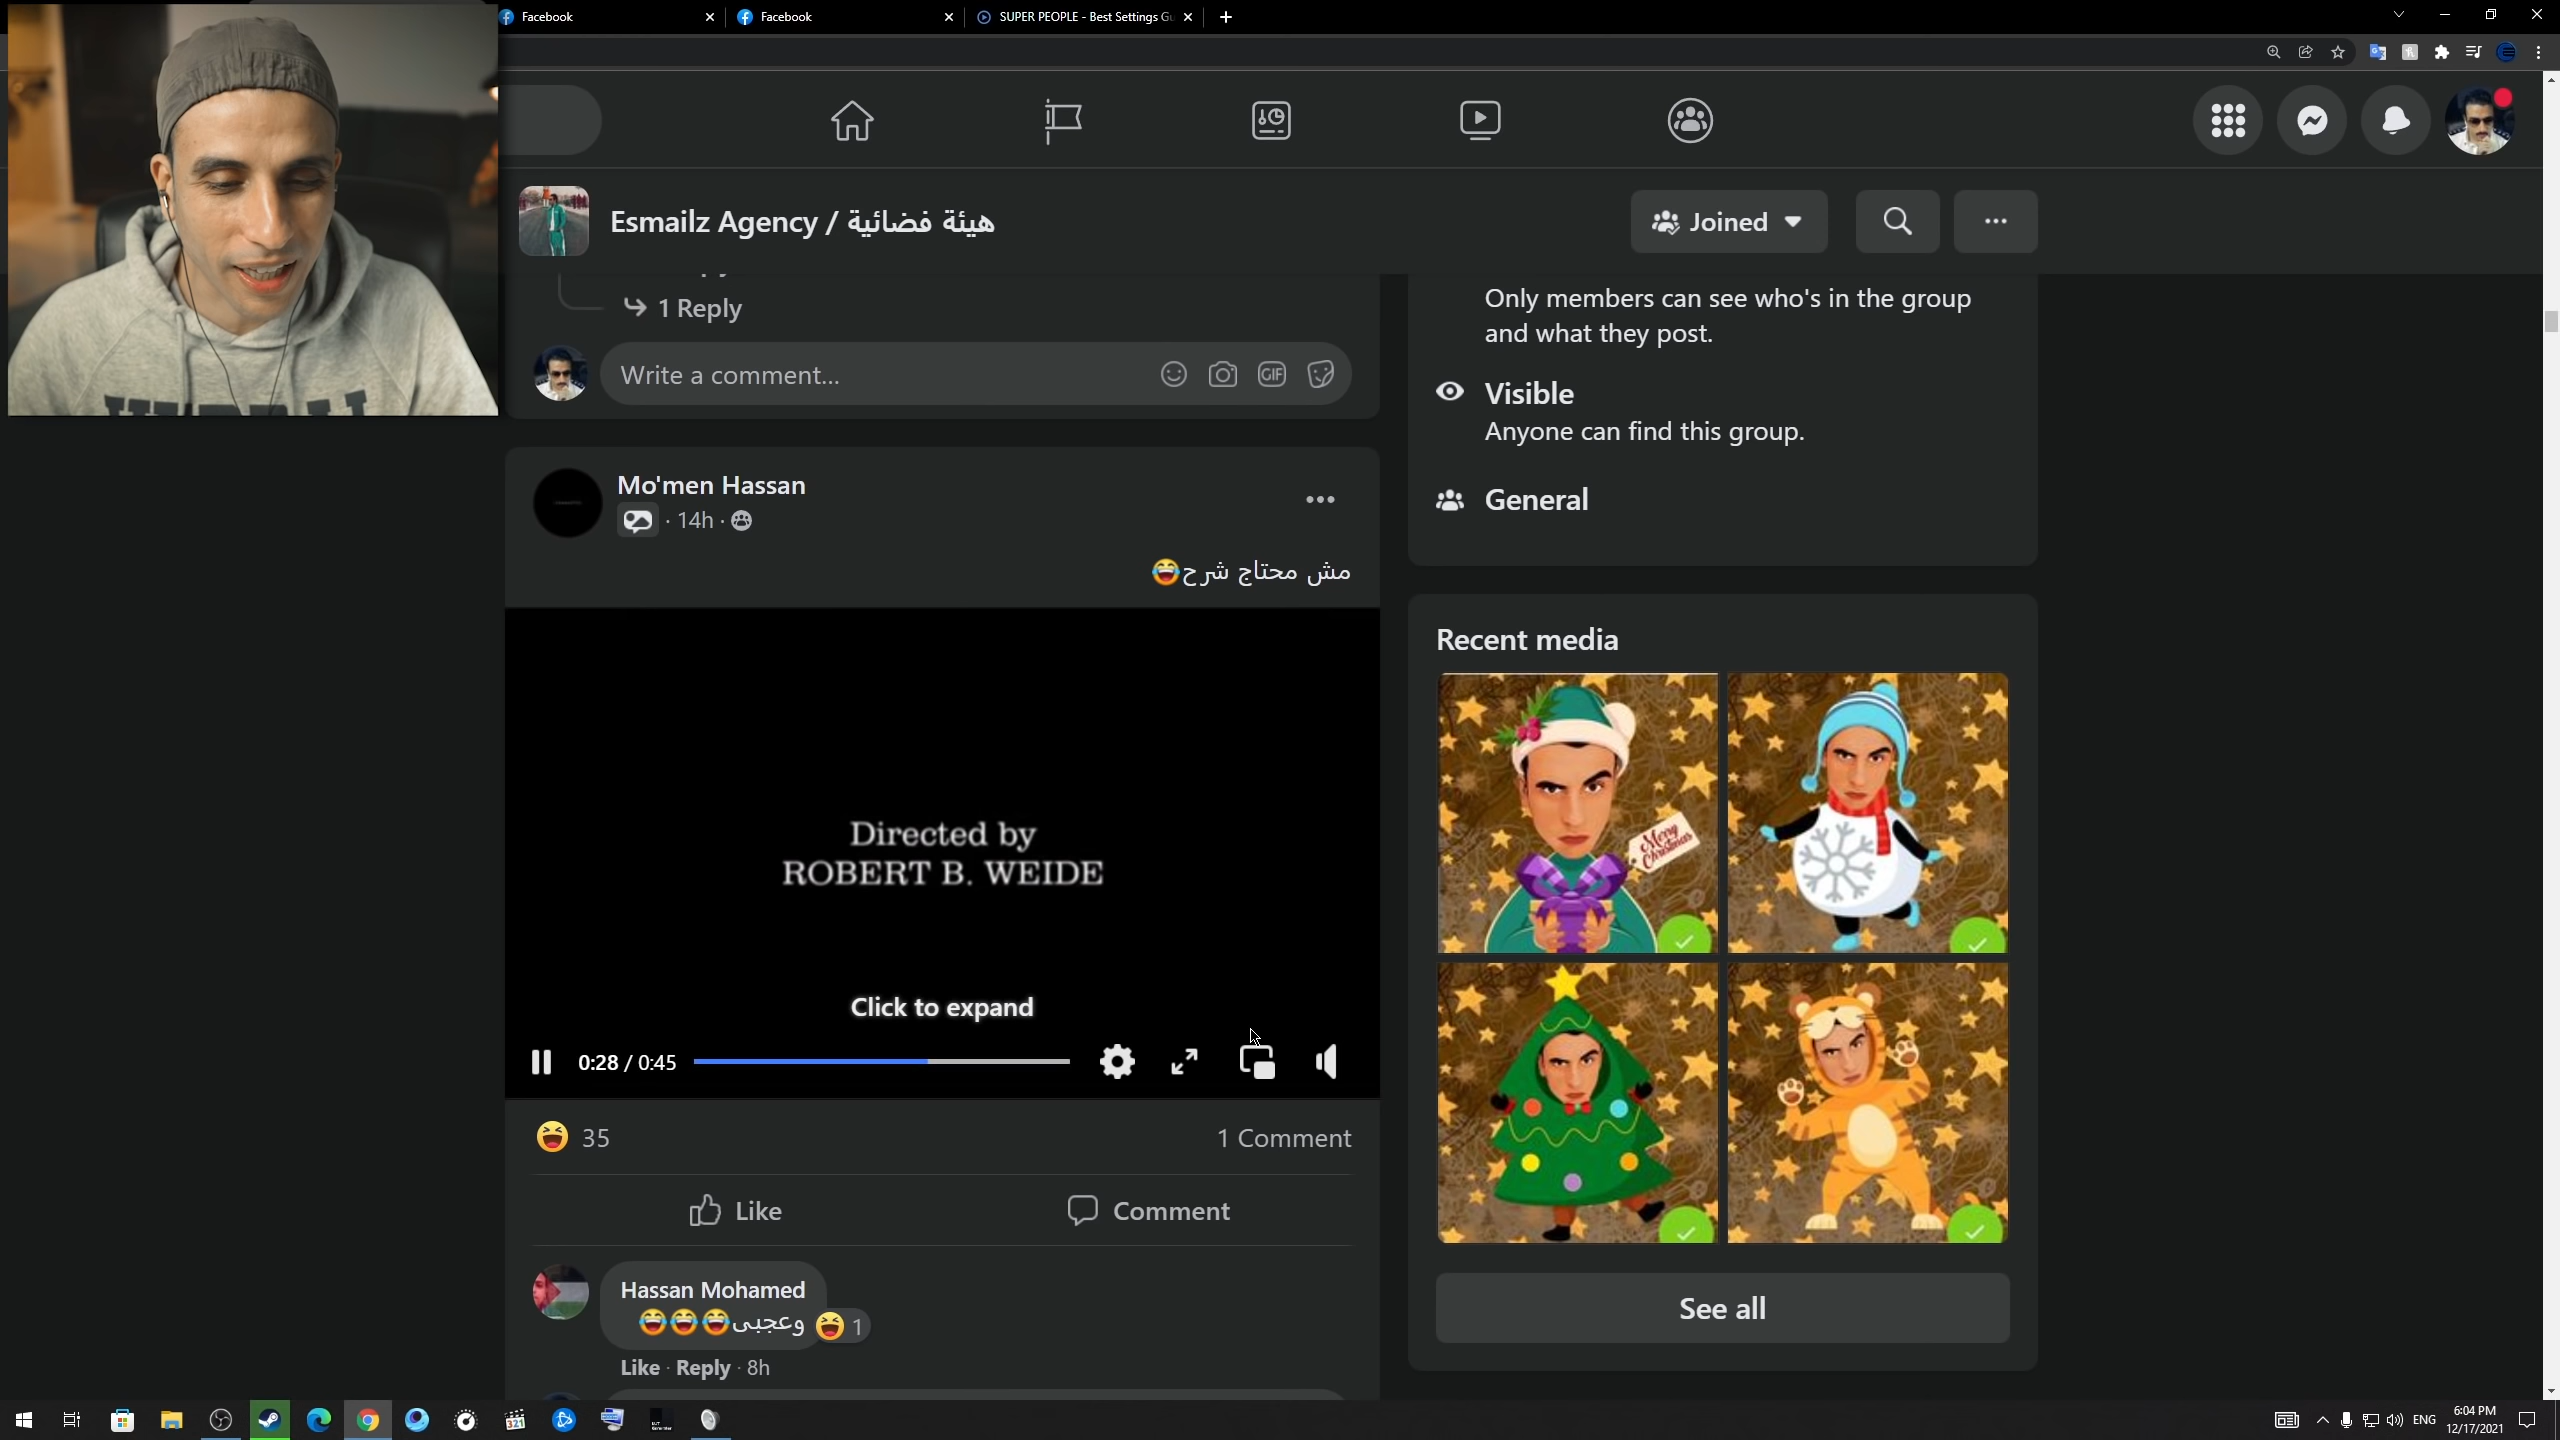 Facebook
Facebook
SUPER PEOPLE - Best Settings Gu
Esmailz Agency / هيئة فضائية
Joined
1 Reply
Write a comment...
GIF
Only members can see who's in the group
and what they post.
Visible
Anyone can find this group.
General
Mo'men Hassan
· 14h ·
مش محتاج شرح😂
Directed by
ROBERT B. WEIDE
Click to expand
0:28 / 0:45
35
1 Comment
Like
Comment
Hassan Mohamed
وعجبى😂😂😂
1
Like · Reply · 8h
Recent media
Merry
Christmas
See all
321
ENG
6:04 PM
12/17/2021